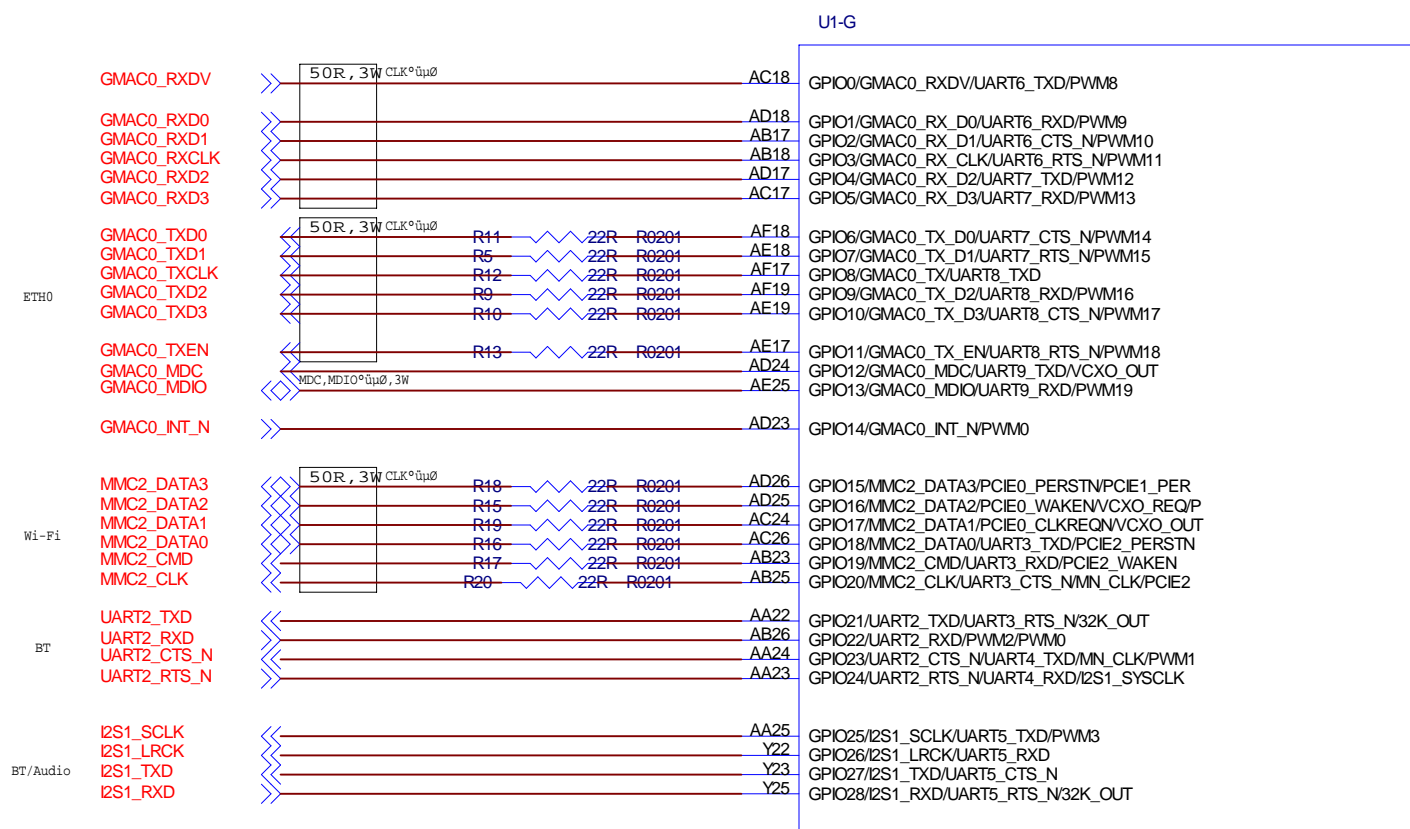 U1-G
50R,3W CLK°üµØ
GMAC0_RXDV AC18 GPIO0/GMAC0_RXDV/UART6_TXD/PWM8
GMAC0_RXD0 AD18 GPIO1/GMAC0_RX_D0/UART6_RXD/PWM9
GMAC0_RXD1 AB17 GPIO2/GMAC0_RX_D1/UART6_CTS_N/PWM10
GMAC0_RXCLK AB18 GPIO3/GMAC0_RX_CLK/UART6_RTS_N/PWM11
GMAC0_RXD2 AD17 GPIO4/GMAC0_RX_D2/UART7_TXD/PWM12
GMAC0_RXD3 AC17 GPIO5/GMAC0_RX_D3/UART7_RXD/PWM13
50R,3W CLK°üµØ
GMAC0_TXD0 R11 22R R0201 AF18 GPIO6/GMAC0_TX_D0/UART7_CTS_N/PWM14
GMAC0_TXD1 R5 22R R0201 AE18 GPIO7/GMAC0_TX_D1/UART7_RTS_N/PWM15
GMAC0_TXCLK R12 22R R0201 AF17 GPIO8/GMAC0_TX/UART8_TXD
ETH0 GMAC0_TXD2 R9 22R R0201 AF19 GPIO9/GMAC0_TX_D2/UART8_RXD/PWM16
GMAC0_TXD3 R10 22R R0201 AE19 GPIO10/GMAC0_TX_D3/UART8_CTS_N/PWM17
GMAC0_TXEN R13 22R R0201 AE17 GPIO11/GMAC0_TX_EN/UART8_RTS_N/PWM18
GMAC0_MDC AD24 GPIO12/GMAC0_MDC/UART9_TXD/VCXO_OUT
GMAC0_MDIO MDC,MDIO°üµØ,3W AE25 GPIO13/GMAC0_MDIO/UART9_RXD/PWM19
GMAC0_INT_N AD23 GPIO14/GMAC0_INT_N/PWM0
50R,3W CLK°üµØ
MMC2_DATA3 R18 22R R0201 AD26 GPIO15/MMC2_DATA3/PCIE0_PERSTN/PCIE1_PER
MMC2_DATA2 R15 22R R0201 AD25 GPIO16/MMC2_DATA2/PCIE0_WAKEN/VCXO_REQ/P
MMC2_DATA1 R19 22R R0201 AC24 GPIO17/MMC2_DATA1/PCIE0_CLKREQN/VCXO_OUT
Wi-Fi MMC2_DATA0 R16 22R R0201 AC26 GPIO18/MMC2_DATA0/UART3_TXD/PCIE2_PERSTN
MMC2_CMD R17 22R R0201 AB23 GPIO19/MMC2_CMD/UART3_RXD/PCIE2_WAKEN
MMC2_CLK R20 22R R0201 AB25 GPIO20/MMC2_CLK/UART3_CTS_N/MN_CLK/PCIE2
UART2_TXD AA22 GPIO21/UART2_TXD/UART3_RTS_N/32K_OUT
UART2_RXD AB26 GPIO22/UART2_RXD/PWM2/PWM0
BT UART2_CTS_N AA24 GPIO23/UART2_CTS_N/UART4_TXD/MN_CLK/PWM1
UART2_RTS_N AA23 GPIO24/UART2_RTS_N/UART4_RXD/I2S1_SYSCLK
I2S1_SCLK AA25 GPIO25/I2S1_SCLK/UART5_TXD/PWM3
I2S1_LRCK Y22 GPIO26/I2S1_LRCK/UART5_RXD
BT/Audio I2S1_TXD Y23 GPIO27/I2S1_TXD/UART5_CTS_N
I2S1_RXD Y25 GPIO28/I2S1_RXD/UART5_RTS_N/32K_OUT